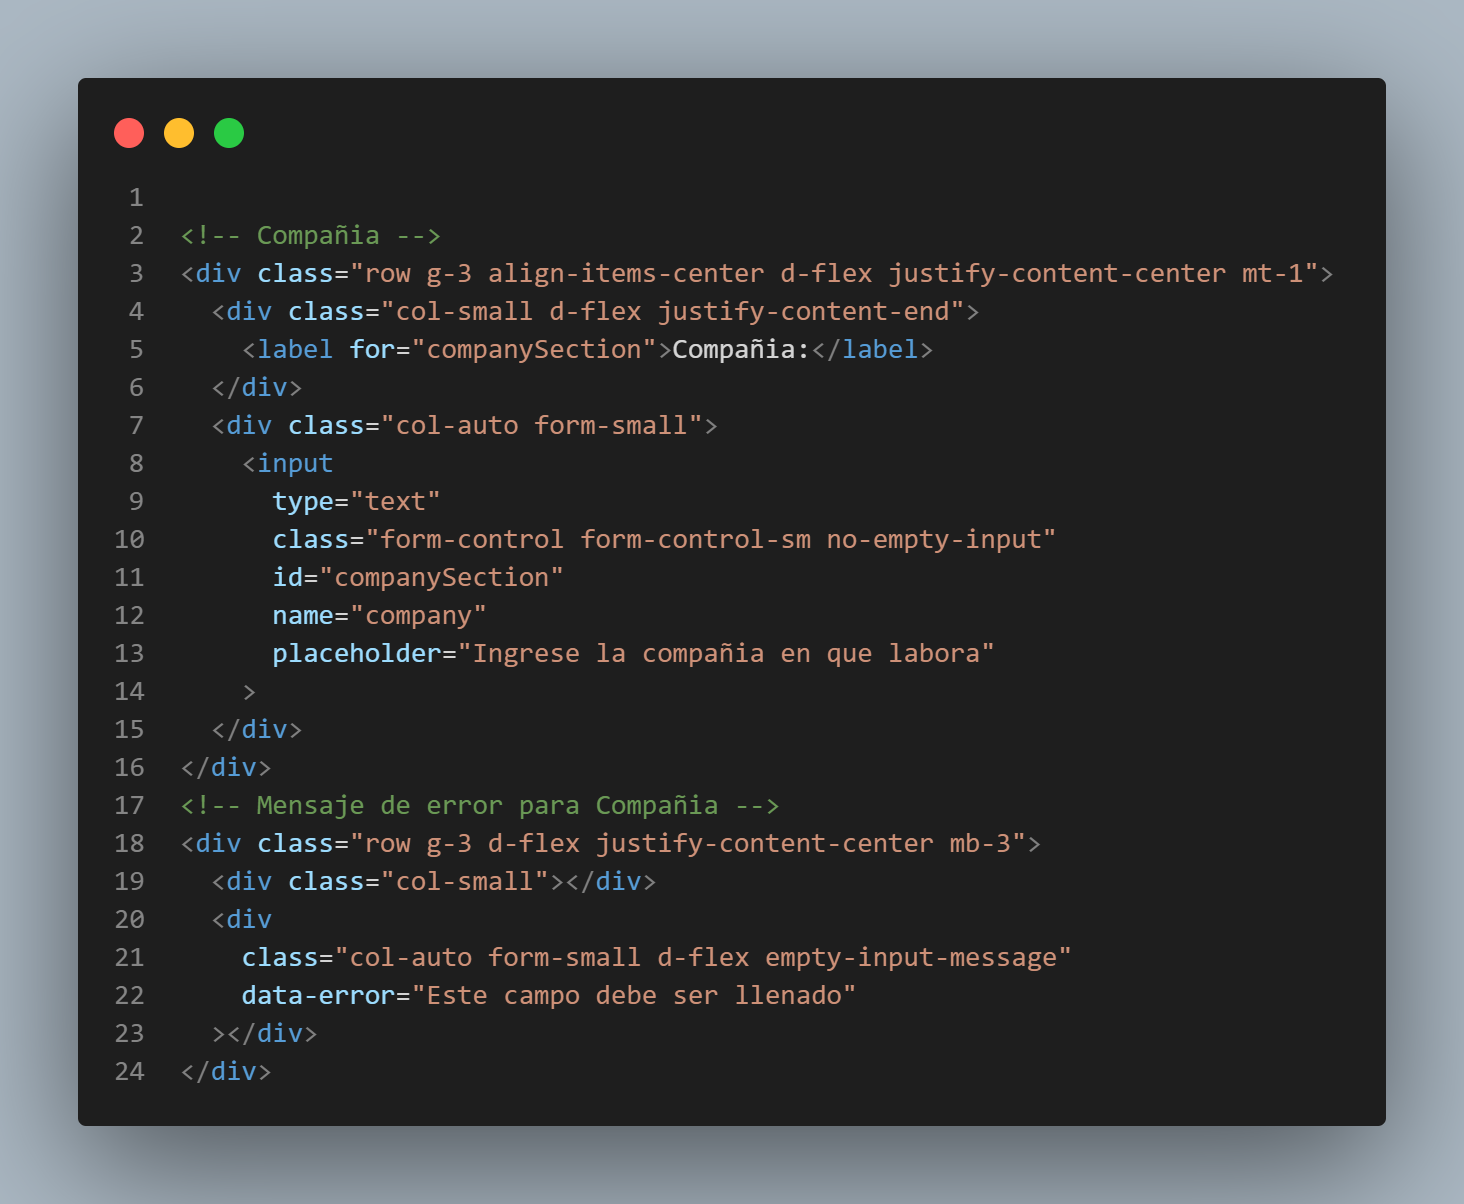 1
2 <!-- Compañia -->
3 <div class="row g-3 align-items-center d-flex justify-content-center mt-1">
4   <div class="col-small d-flex justify-content-end">
5     <label for="companySection">Compañia:</label>
6   </div>
7   <div class="col-auto form-small">
8     <input
9       type="text"
10       class="form-control form-control-sm no-empty-input"
11       id="companySection"
12       name="company"
13       placeholder="Ingrese la compañia en que labora"
14     >
15   </div>
16 </div>
17 <!-- Mensaje de error para Compañia -->
18 <div class="row g-3 d-flex justify-content-center mb-3">
19   <div class="col-small"></div>
20   <div
21     class="col-auto form-small d-flex empty-input-message"
22     data-error="Este campo debe ser llenado"
23   ></div>
24 </div>